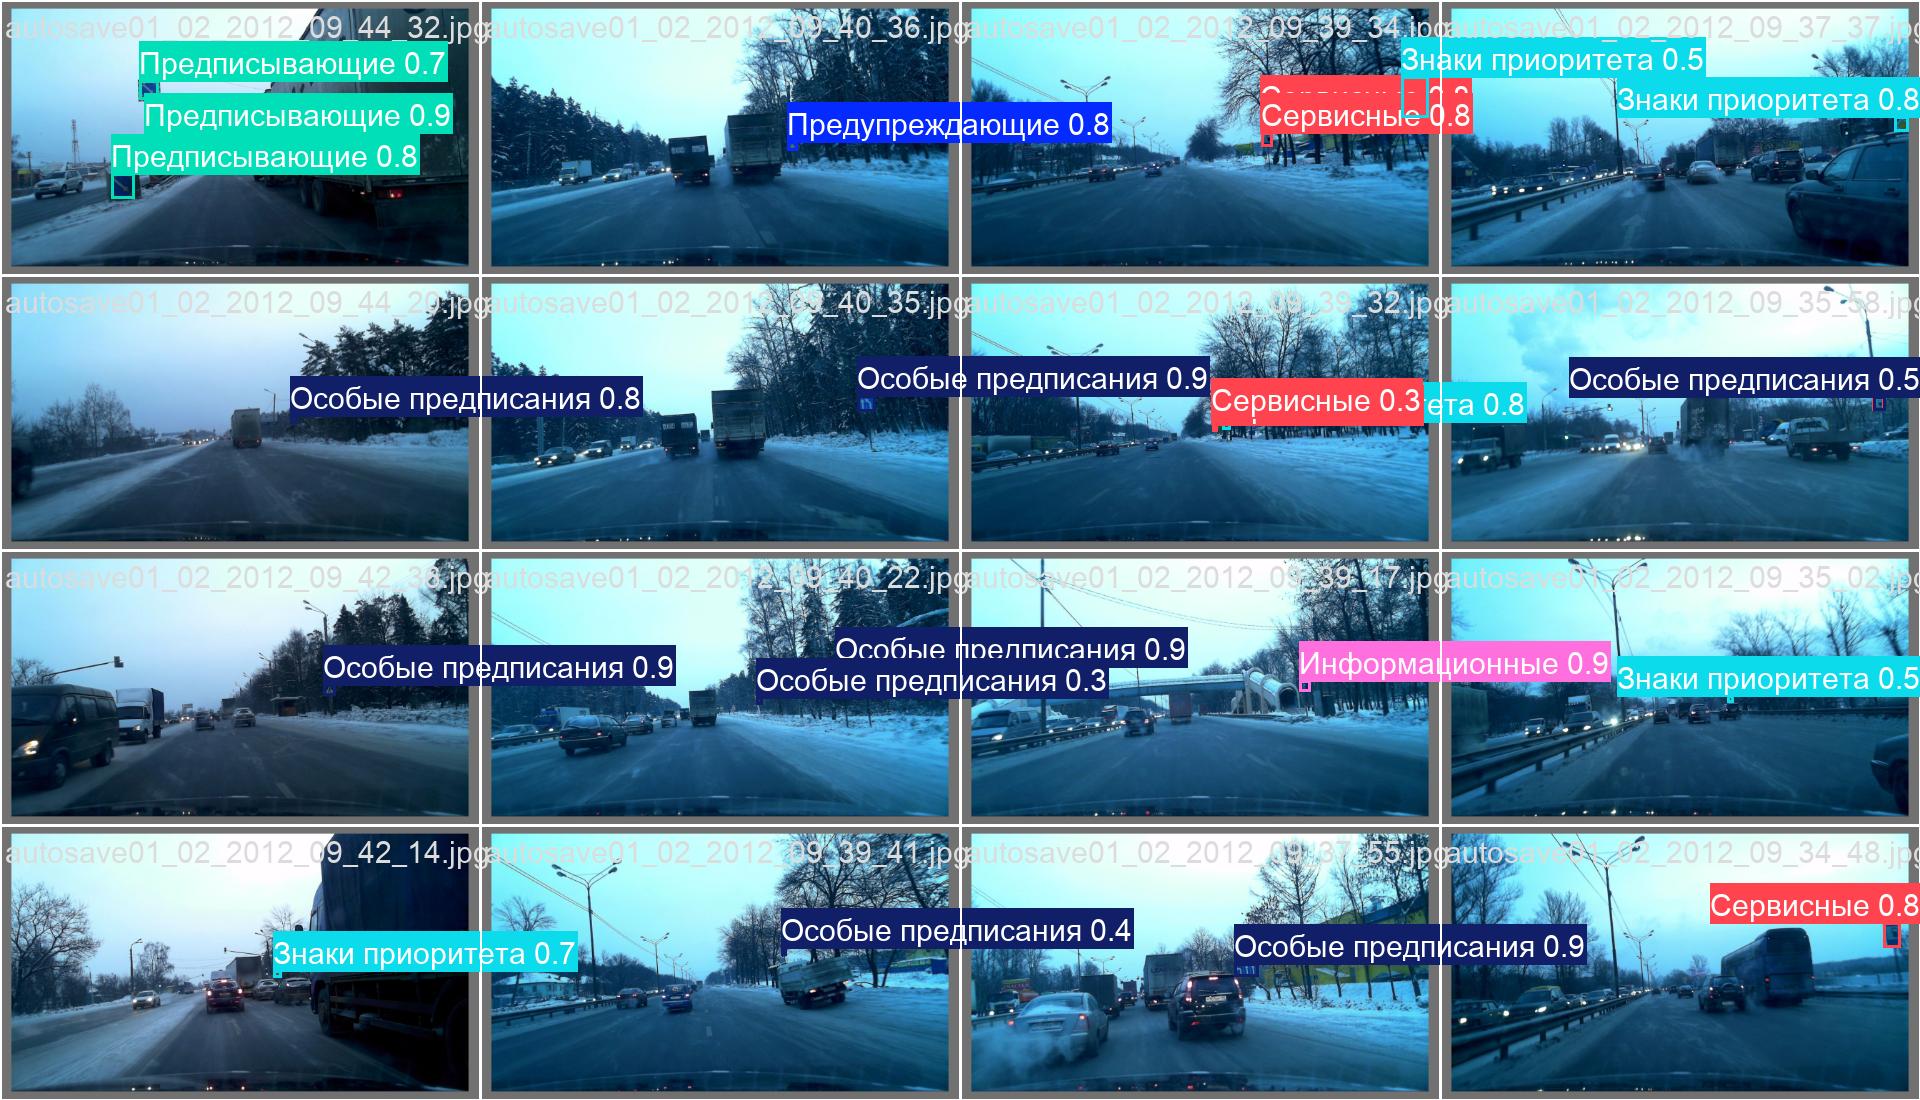 autosave01_02_2012_09_44_32.jpg
Предписывающие 0.7
Предписывающие 0.9
Предписывающие 0.8
autosave01_02_2012_09_40_36.jpg
Предупреждающие 0.8
autosave01_02_2012_09_39_34.jpg
Сервисные 0.8
Знаки приоритета 0.5
autosave01_02_2012_09_37_37.jpg
Знаки приоритета 0.8
autosave01_02_2012_09_44_29.jpg
Особые предписания 0.8
autosave01_02_2012_09_40_35.jpg
Особые предписания 0.9
autosave01_02_2012_09_39_32.jpg
Сервисные 0.3
ета 0.8
autosave01_02_2012_09_35_58.jpg
Особые предписания 0.5
autosave01_02_2012_09_42_38.jpg
Особые предписания 0.9
autosave01_02_2012_09_40_22.jpg
Особые предписания 0.9
Особые предписания 0.3
autosave01_02_2012_09_39_17.jpg
Информационные 0.9
autosave01_02_2012_09_35_02.jpg
Знаки приоритета 0.5
autosave01_02_2012_09_42_14.jpg
Знаки приоритета 0.7
autosave01_02_2012_09_39_41.jpg
Особые предписания 0.4
autosave01_02_2012_09_37_55.jpg
Особые предписания 0.9
autosave01_02_2012_09_34_48.jpg
Сервисные 0.8